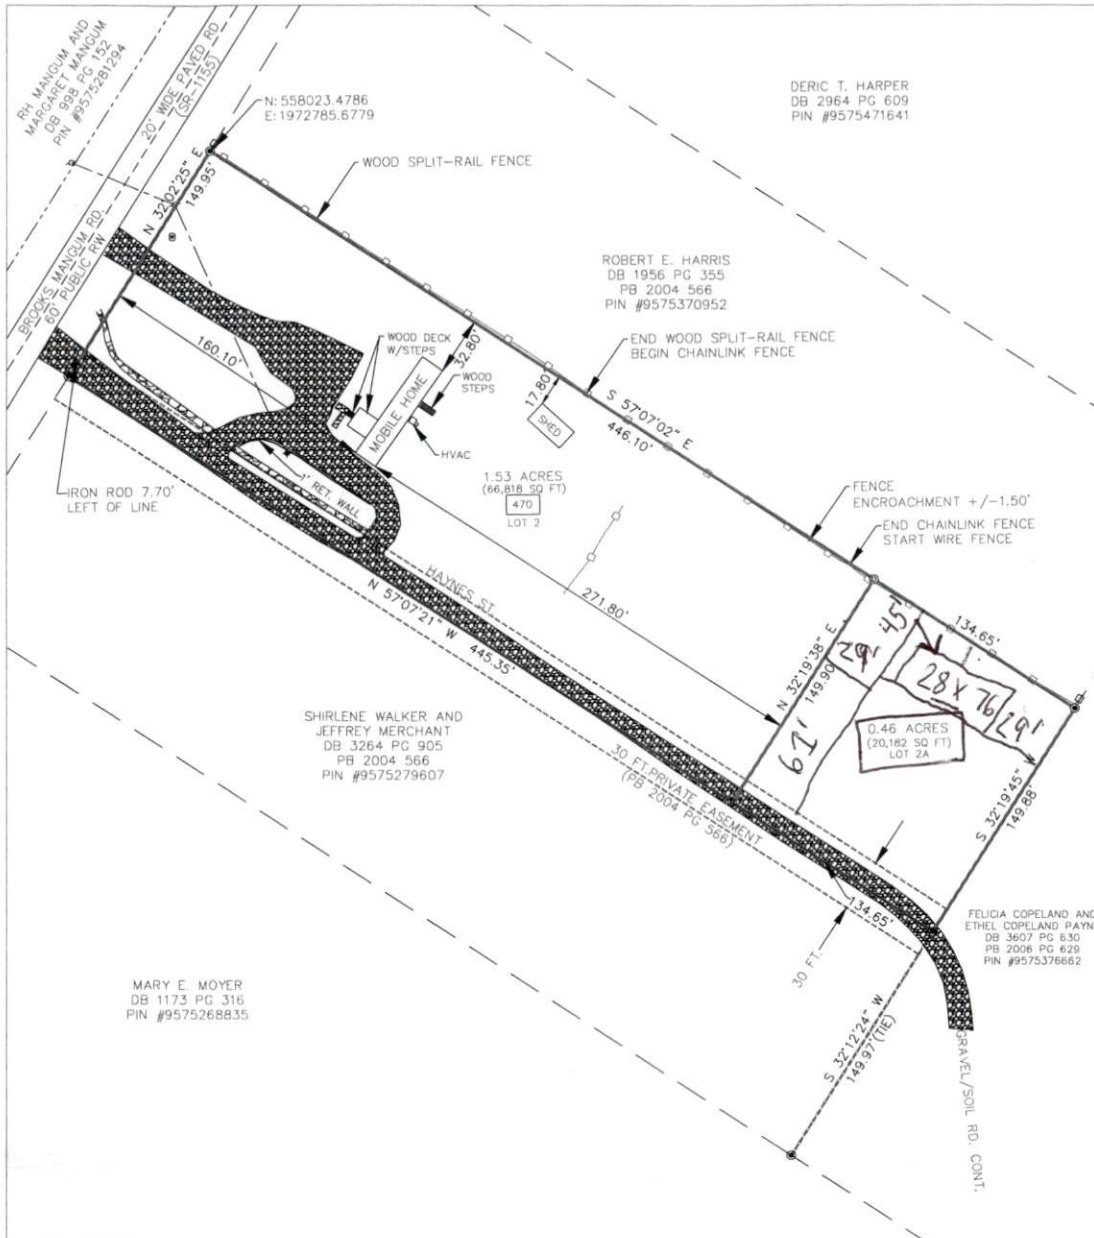 RH MANGUM AND
MARGARET MANGUM
DB 998 PG 152
PIN #9575281294
20' WIDE PAVED RD
(SR-1155)
BROOKS MANGUM RD.
60' PUBLIC RW
N: 558023.4786
E: 1972785.6779
N 32°02'25" E
149.95'
WOOD SPLIT-RAIL FENCE
DERIC T. HARPER
DB 2964 PG 609
PIN #9575471641
ROBERT E. HARRIS
DB 1956 PG 355
PB 2004 566
PIN #9575370952
END WOOD SPLIT-RAIL FENCE
BEGIN CHAINLINK FENCE
WOOD DECK
W/STEPS
32.80'
160.10'
MOBILE HOME
WOOD
STEPS
17.80'
SHED
HVAC
S 57°07'02" E
446.10'
1' RET. WALL
IRON ROD 7.70'
LEFT OF LINE
1.53 ACRES
(66,818 SQ FT)
470
LOT 2
FENCE
ENCROACHMENT +/-1.50'
END CHAINLINK FENCE
START WIRE FENCE
HAYNES ST.
271.80'
N 57°07'21" W
445.35'
134.65'
N 32°19'38" E
149.90'
45'
29'
28 x 76
29'
61'
0.46 ACRES
(20,182 SQ FT)
LOT 2A
S 32°19'45"
149.88'
SHIRLENE WALKER AND
JEFFREY MERCHANT
DB 3264 PG 905
PB 2004 566
PIN #9575279607
30 FT.PRIVATE EASEMENT
(PB 2004 PG 566)
134.65'
30 FT.
FELICIA COPELAND AND
ETHEL COPELAND PAYN
DB 3607 PG 630
PB 2006 PG 629
PIN #9575376662
MARY E. MOYER
DB 1173 PG 316
PIN #9575268835
S 32°12'24" W
149.97'(TIE)
GRAVEL/SOIL RD. CONT.